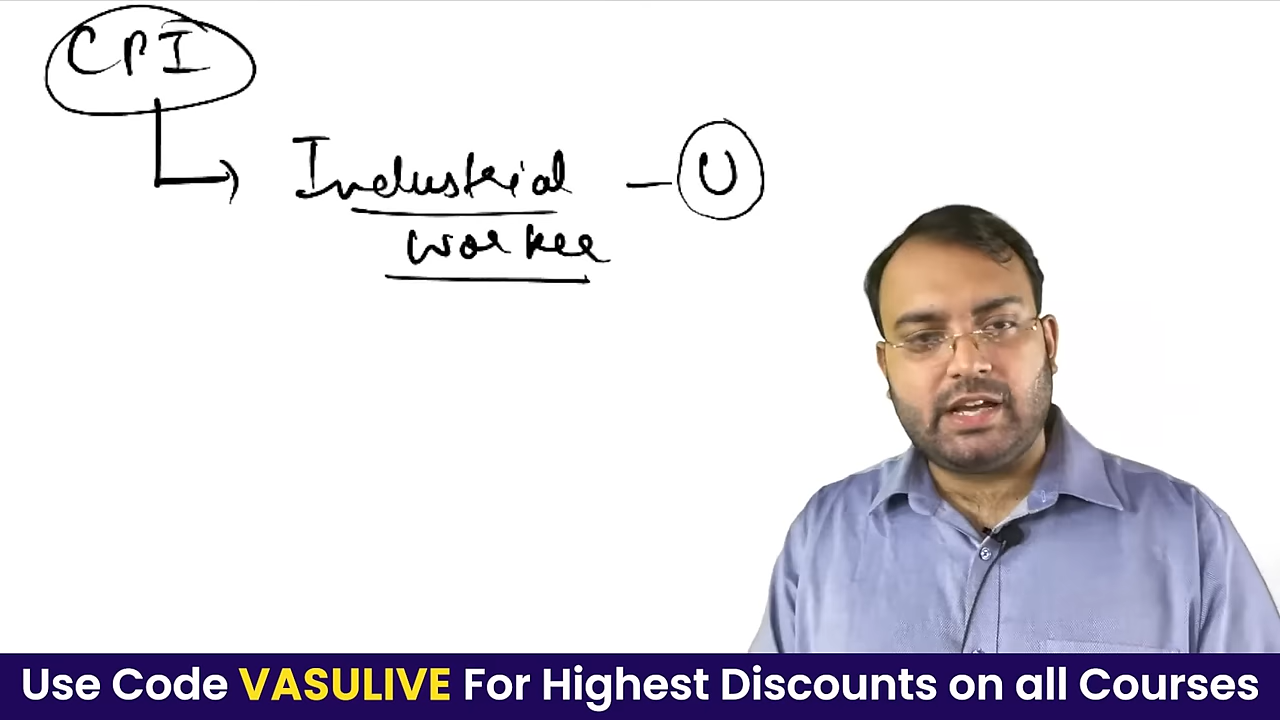 CPI
Industrial – U
worker
Use Code VASULIVE For Highest Discounts on all Courses